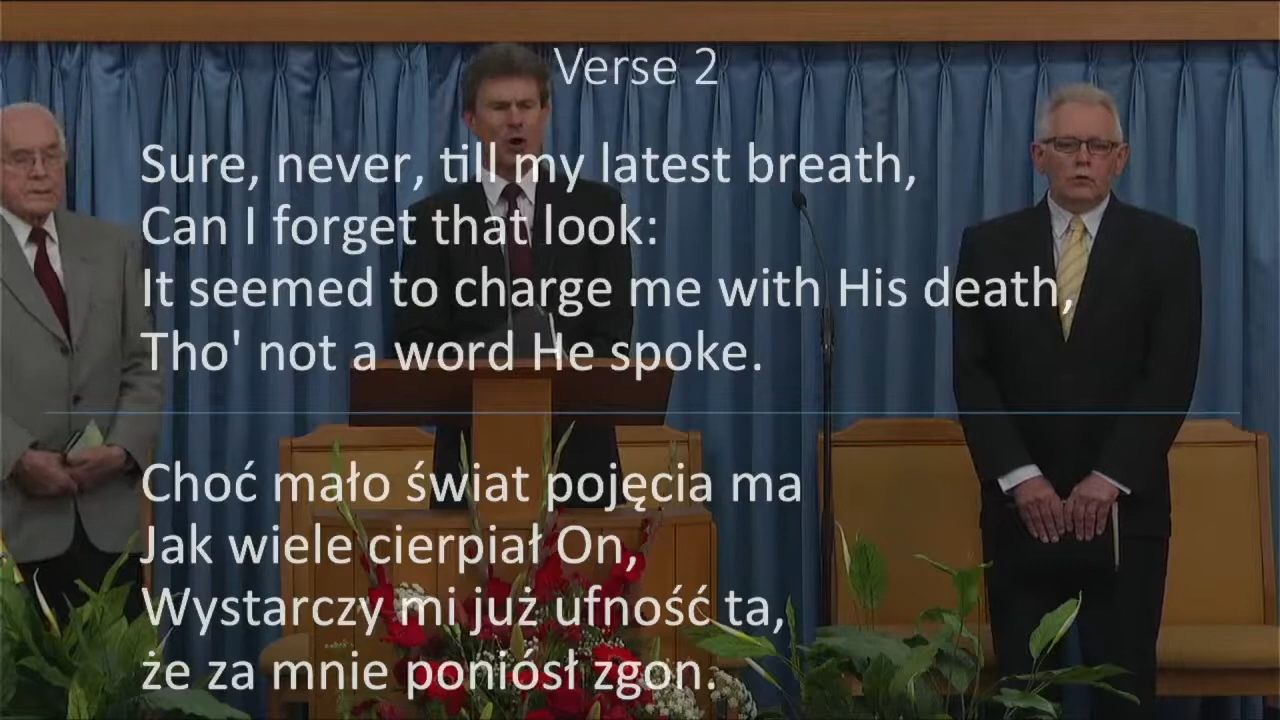 Verse 2
Sure, never, till my latest breath,
Can I forget that look:
It seemed to charge me with His death,
Tho' not a word He spoke.
Choć mało świat pojęcia ma
Jak wiele cierpiał On,
Wystarczy mi już ufność ta,
że za mnie poniósł zgon.